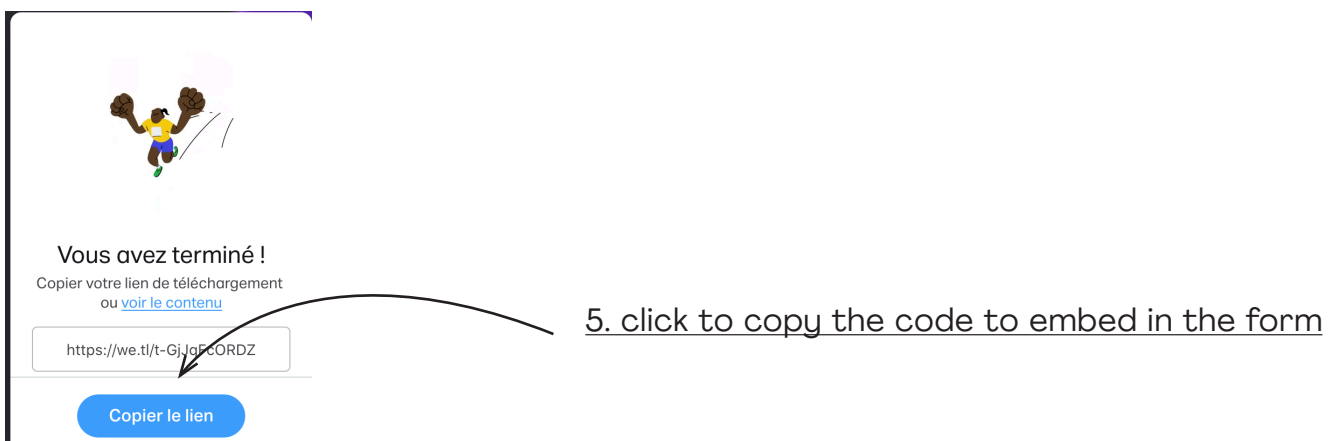 Vous avez terminé !
Copier votre lien de téléchargement
ou voir le contenu
5. click to copy the code to embed in the form
Copier le lien